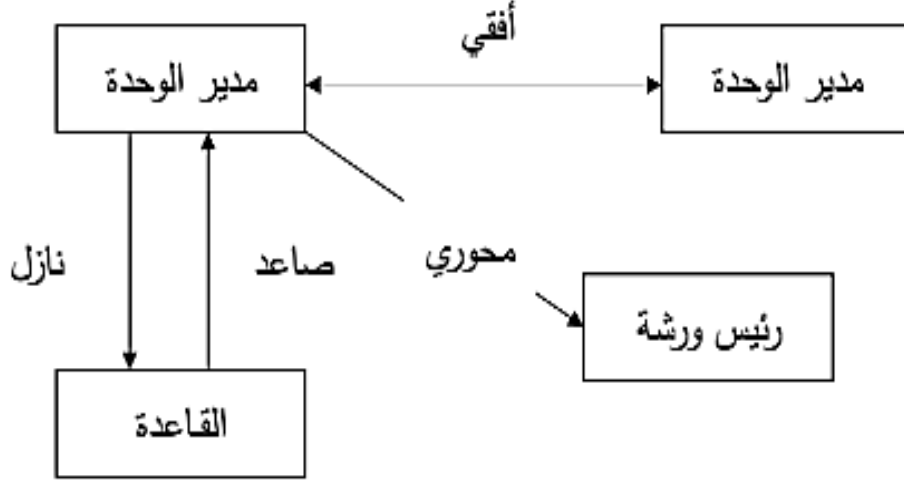 أفقي
مدير الوحدة
مدير الوحدة
محوري
صاعد
نازل
رئيس ورشة
القاعدة